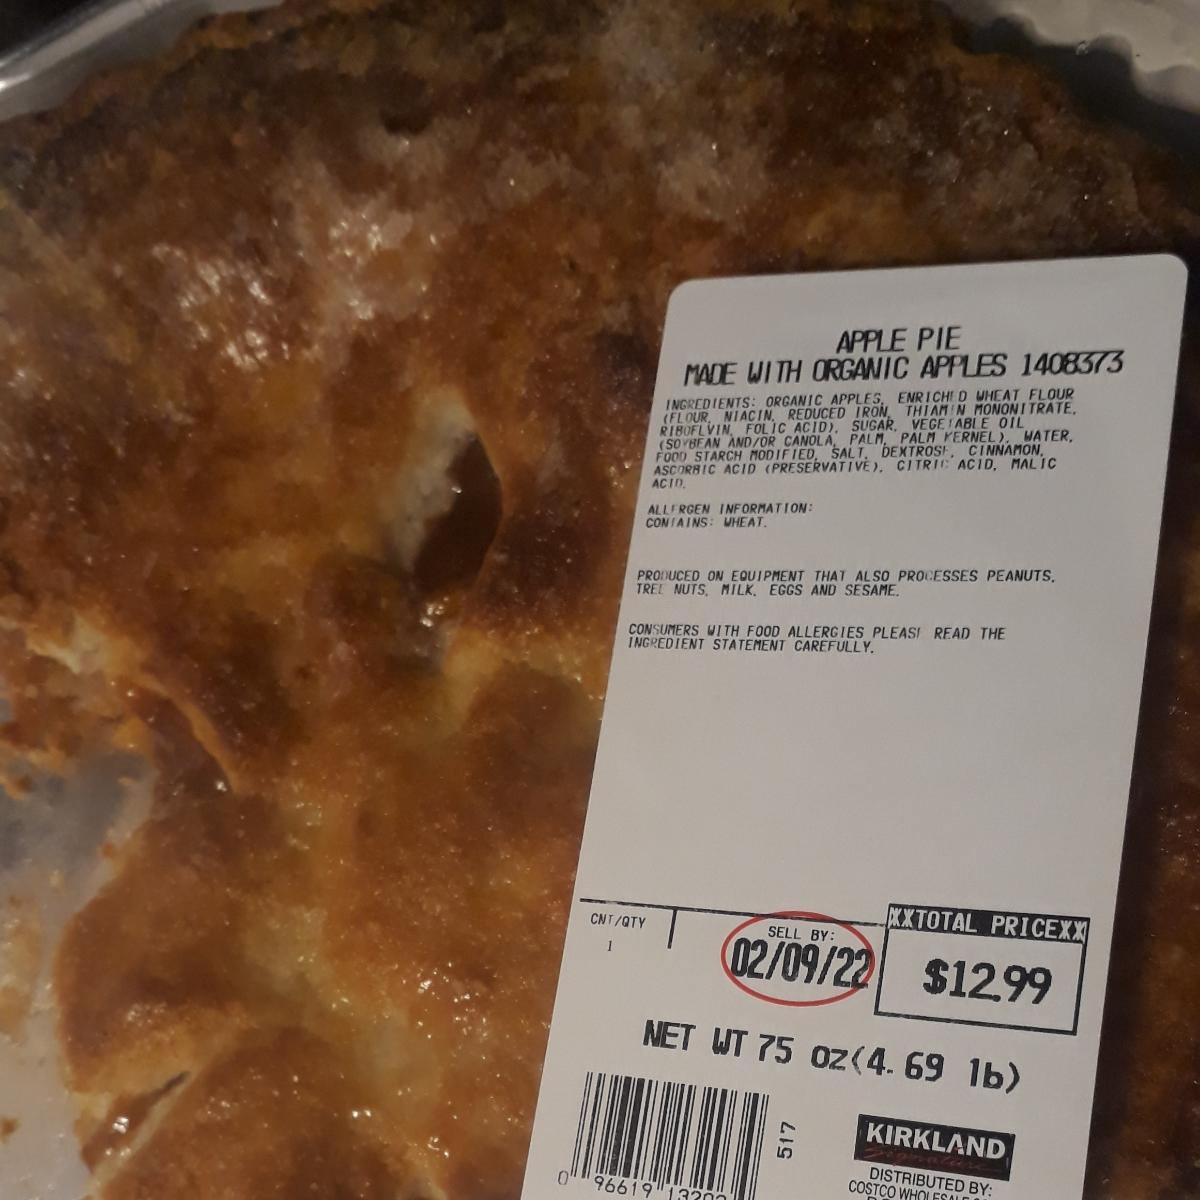 APPLE PIE
MADE WITH ORGANIC APPLES 1408373
INGREDIENTS: ORGANIC APPLES, ENRICHED WHEAT FLOUR
(FLOUR, NIACIN, REDUCED IRON, THIAMIN MONONITRATE,
RIBOFLVIN, FOLIC ACID), SUGAR, VEGETABLE OIL
(SOYBEAN AND/OR CANOLA, PALM, PALM KERNEL), WATER,
FOOD STARCH MODIFIED, SALT, DEXTROSE, CINNAMON,
ASCORBIC ACID (PRESERVATIVE), CITRIC ACID, MALIC
ACID.
ALLERGEN INFORMATION:
CONTAINS: WHEAT.
PRODUCED ON EQUIPMENT THAT ALSO PROCESSES PEANUTS,
TREE NUTS, MILK, EGGS AND SESAME.
CONSUMERS WITH FOOD ALLERGIES PLEASE READ THE
INGREDIENT STATEMENT CAREFULLY.
CNT/QTY
1
SELL BY:
02/09/22
XXTOTAL PRICEXX
$12.99
NET WT 75 oz(4.69 lb)
517
0 96619
KIRKLAND
Signature
DISTRIBUTED BY:
COSTCO WHOLESALE